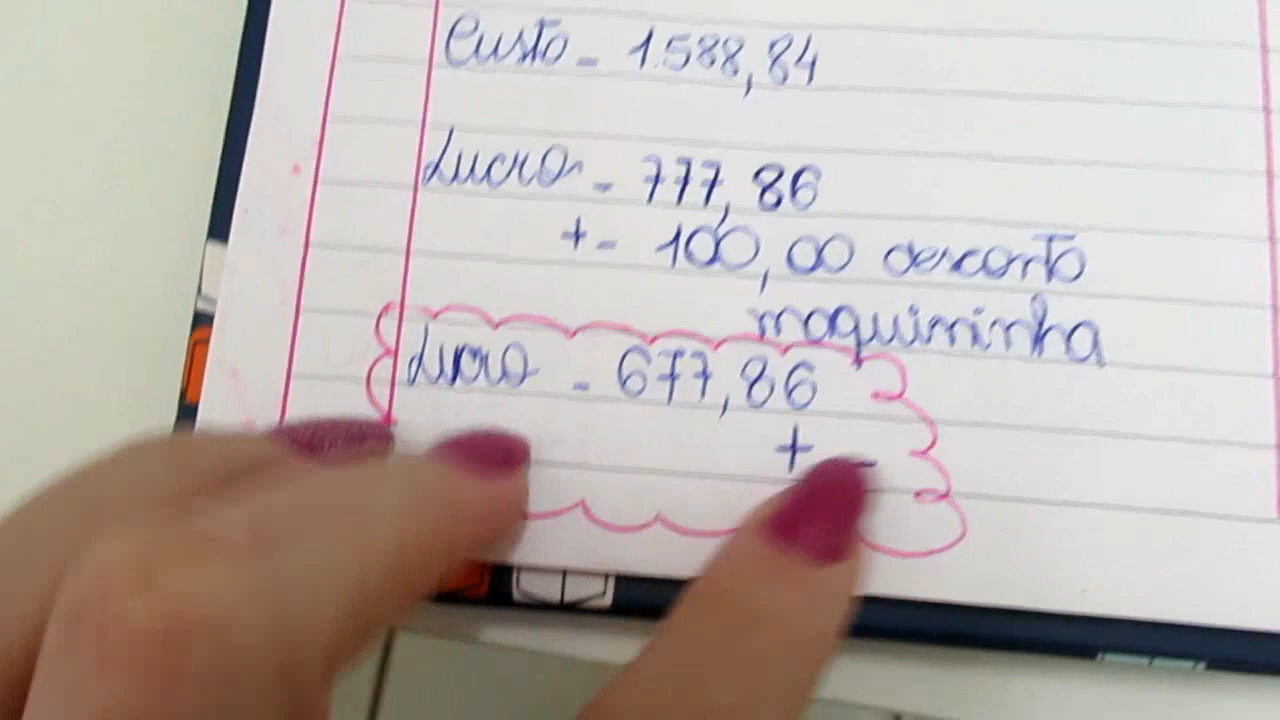 Custo - 1.588,84
Lucro - 777,86
+- 100,00 desconto
maquininha
Lucro - 677,86
+ -